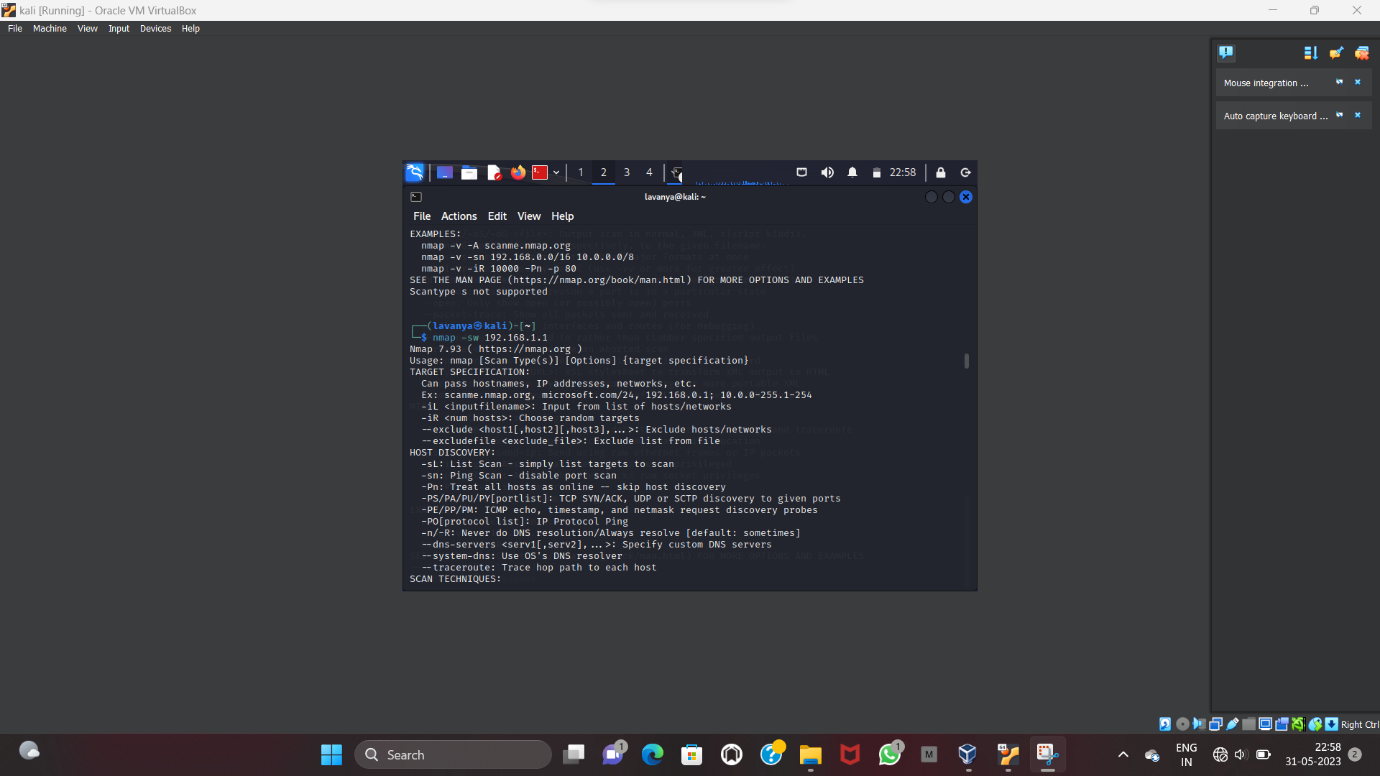 kali [Running] - Oracle VM VirtualBox
File Machine View Input Devices Help
Mouse integration ...
Auto capture keyboard ...
1 2 3 4 22:58
lavanya@kali: ~
File Actions Edit View Help
EXAMPLES:
nmap -v -A scanme.nmap.org
nmap -v -sn 192.168.0.0/16 10.0.0.0/8
nmap -v -iR 10000 -Pn -p 80
SEE THE MAN PAGE (https://nmap.org/book/man.html) FOR MORE OPTIONS AND EXAMPLES
Scantype s not supported
┌──(lavanya㉿kali)-[~]
└─$ nmap -sw 192.168.1.1
Nmap 7.93 ( https://nmap.org )
Usage: nmap [Scan Type(s)] [Options] {target specification}
TARGET SPECIFICATION:
Can pass hostnames, IP addresses, networks, etc.
Ex: scanme.nmap.org, microsoft.com/24, 192.168.0.1; 10.0.0-255.1-254
-iL <inputfilename>: Input from list of hosts/networks
-iR <num hosts>: Choose random targets
--exclude <host1[,host2][,host3],...>: Exclude hosts/networks
--excludefile <exclude_file>: Exclude list from file
HOST DISCOVERY:
-sL: List Scan - simply list targets to scan
-sn: Ping Scan - disable port scan
-Pn: Treat all hosts as online -- skip host discovery
-PS/PA/PU/PY[portlist]: TCP SYN/ACK, UDP or SCTP discovery to given ports
-PE/PP/PM: ICMP echo, timestamp, and netmask request discovery probes
-PO[protocol list]: IP Protocol Ping
-n/-R: Never do DNS resolution/Always resolve [default: sometimes]
--dns-servers <serv1[,serv2],...>: Specify custom DNS servers
--system-dns: Use OS's DNS resolver
--traceroute: Trace hop path to each host
SCAN TECHNIQUES:
Right Ctrl
Search
1
1
M
ENG
IN
22:58
31-05-2023
2